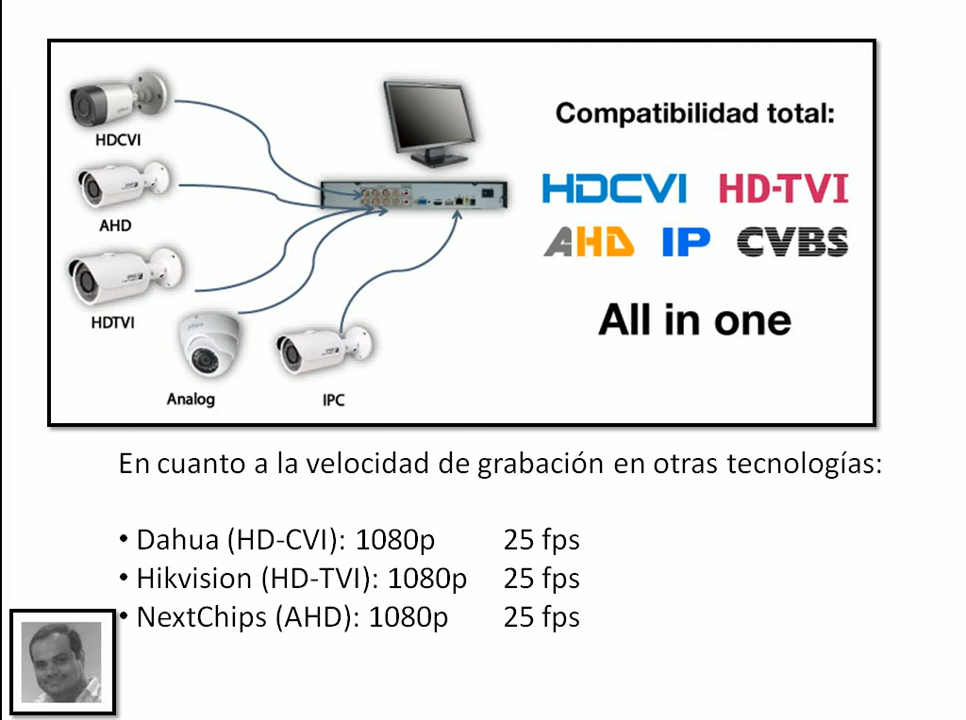 HDCVI
AHD
HDTVI
Analog
IPC
Compatibilidad total:
HDCVI HD-TVI
AHD IP CVBS
All in one
En cuanto a la velocidad de grabación en otras tecnologías:
• Dahua (HD-CVI): 1080p 25 fps
• Hikvision (HD-TVI): 1080p 25 fps
• NextChips (AHD): 1080p 25 fps